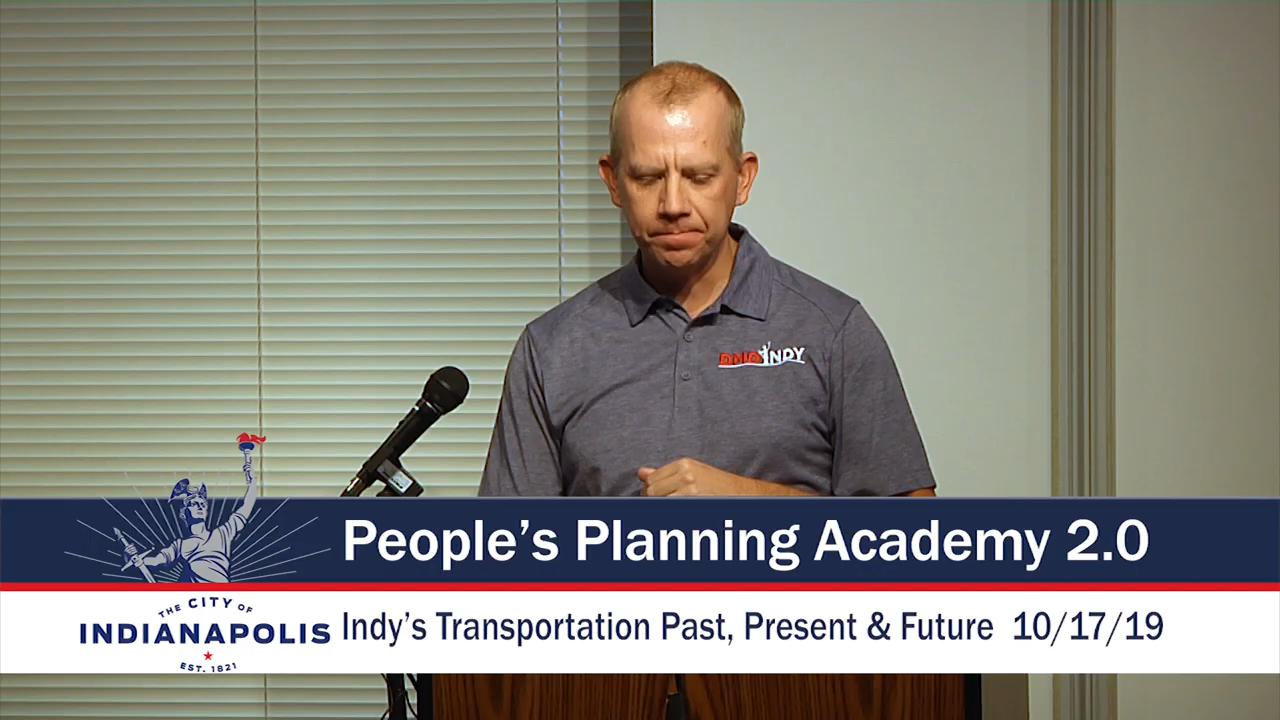 INDY
People's Planning Academy 2.0
THE CITY OF
INDIANAPOLIS
EST. 1821
Indy's Transportation Past, Present & Future 10/17/19